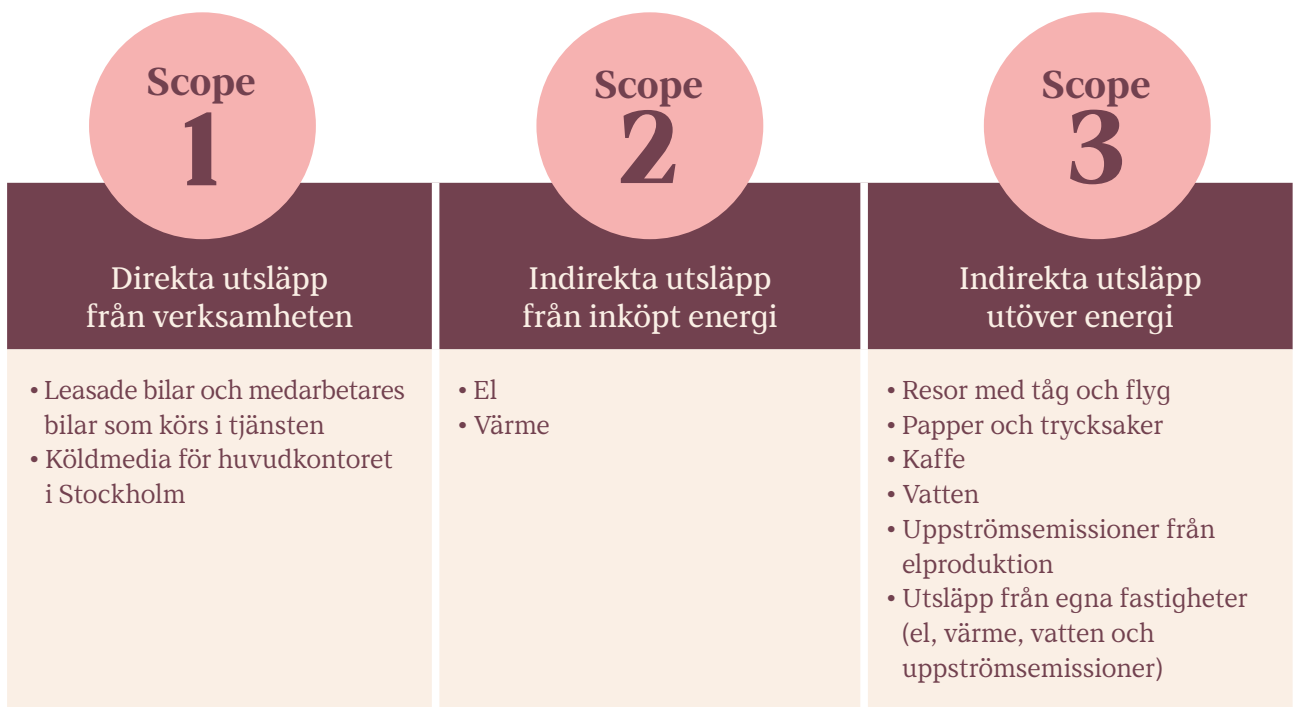 Scope
1
Direkta utsläpp
från verksamheten
• Leasade bilar och medarbetares
bilar som körs i tjänsten
• Köldmedia för huvudkontoret
i Stockholm
Scope
2
Indirekta utsläpp
från inköpt energi
• El
• Värme
Scope
3
Indirekta utsläpp
utöver energi
• Resor med tåg och flyg
• Papper och trycksaker
• Kaffe
• Vatten
• Uppströmsemissioner från
elproduktion
• Utsläpp från egna fastigheter
(el, värme, vatten och
uppströmsemissioner)